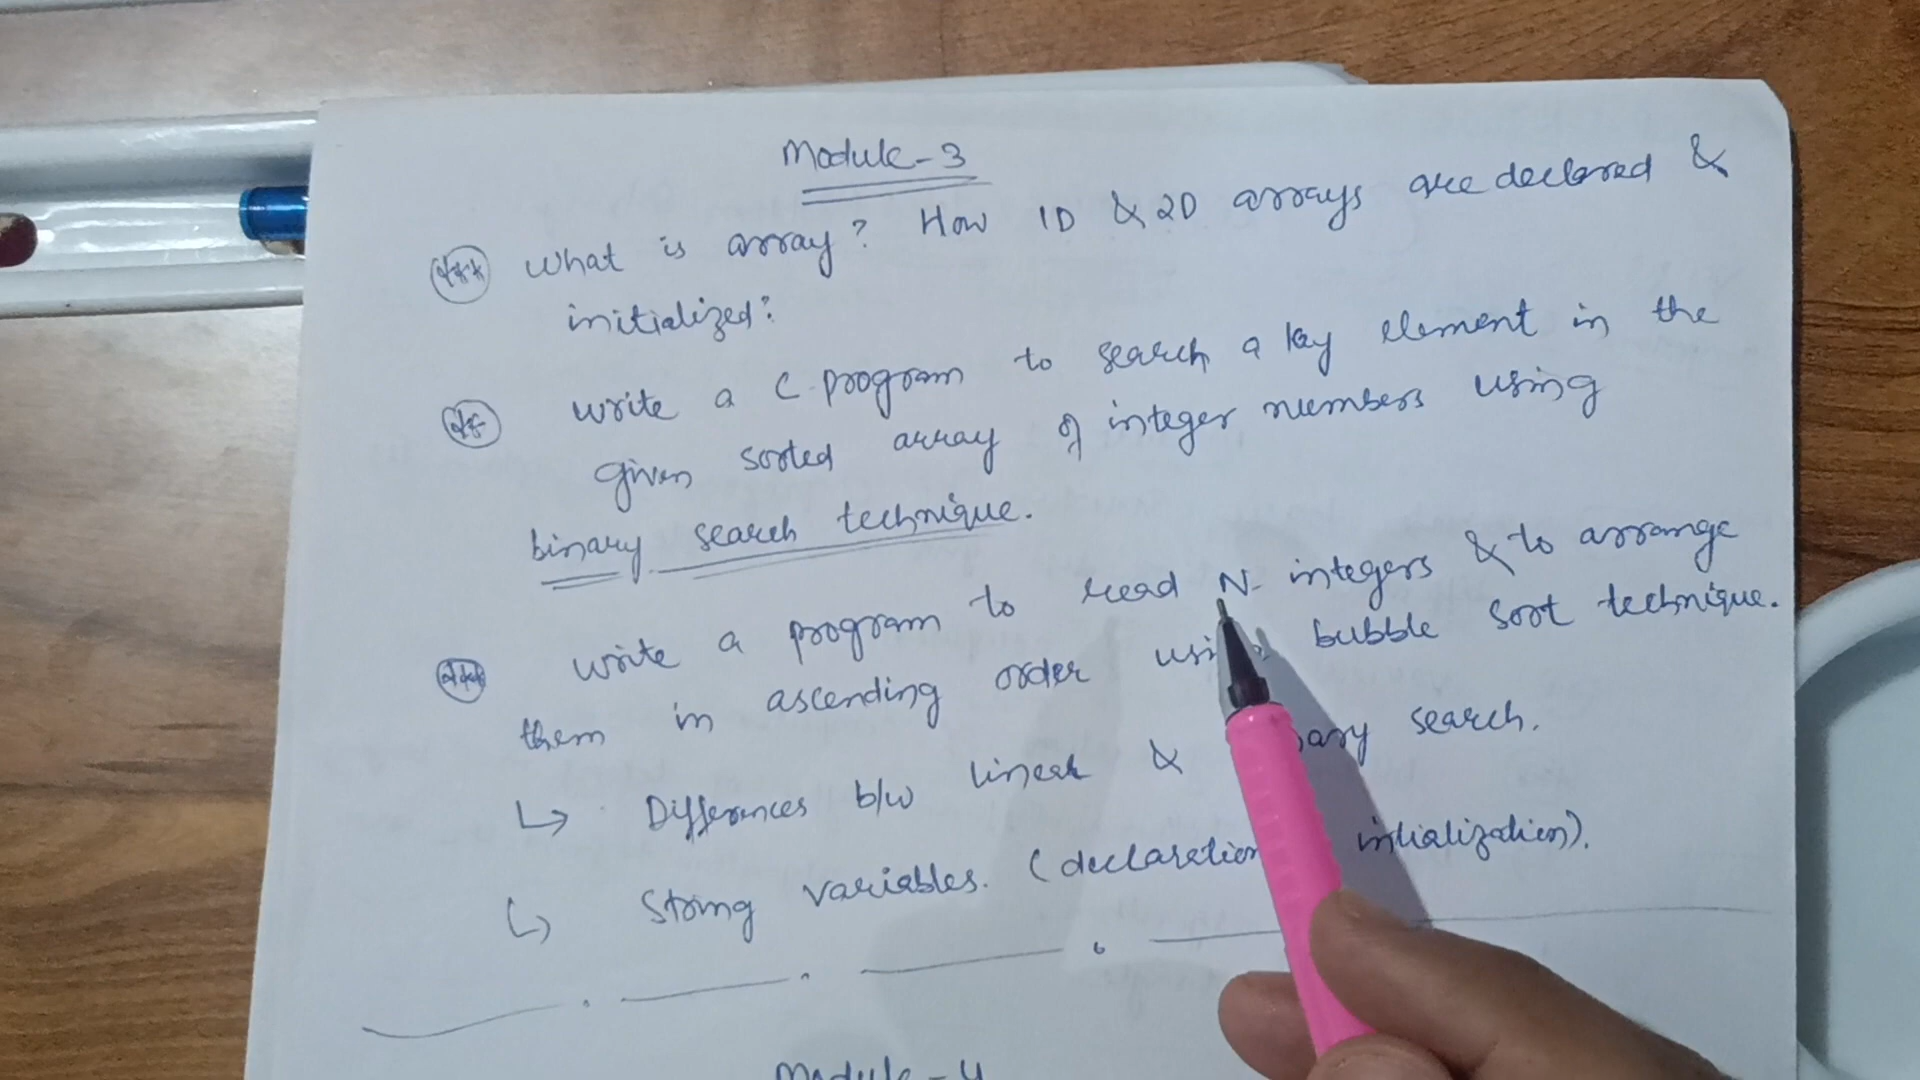 Module-3
*** What is array? How 1D & 2D arrays are declared &
initialized?
** Write a C program to search a key element in the
given sorted array of integer numbers using
binary search technique.
*** Write a program to read N- integers & to arrange
them in ascending order bubble sort technique.
↳ Differences b/w linear & search.
↳ String variables. (declaration initialization).
Module-4